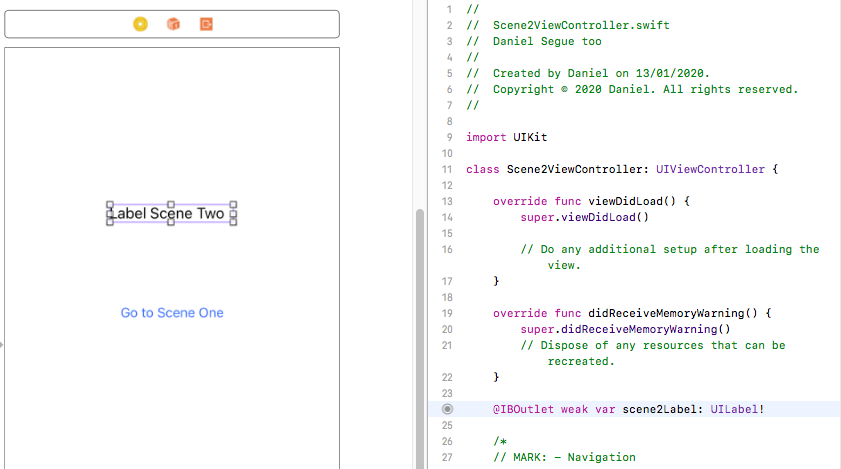 Label Scene Two
Go to Scene One
1 //
2 // Scene2ViewController.swift
3 // Daniel Segue too
4 //
5 // Created by Daniel on 13/01/2020.
6 // Copyright © 2020 Daniel. All rights reserved.
7 //
8
9 import UIKit
10
11 class Scene2ViewController: UIViewController {
12
13 override func viewDidLoad() {
14 super.viewDidLoad()
15
16 // Do any additional setup after loading the
view.
17 }
18
19 override func didReceiveMemoryWarning() {
20 super.didReceiveMemoryWarning()
21 // Dispose of any resources that can be
recreated.
22 }
23
@IBOutlet weak var scene2Label: UILabel!
25
26 /*
27 // MARK: - Navigation